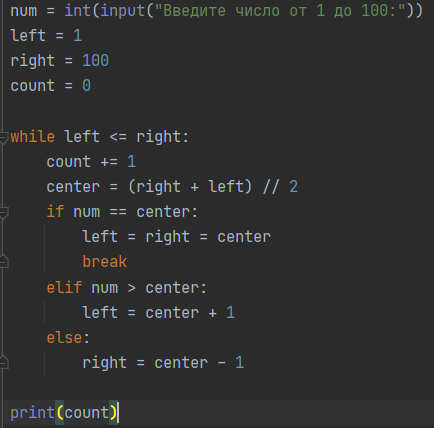 num = int(input("Введите число от 1 до 100:"))
left = 1
right = 100
count = 0

while left <= right:
    count += 1
    center = (right + left) // 2
    if num == center:
        left = right = center
        break
    elif num > center:
        left = center + 1
    else:
        right = center - 1

print(count)